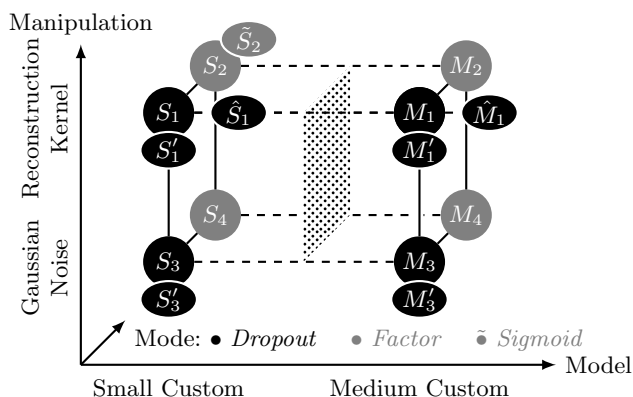 Manipulation
Reconstruction
Kernel
Gaussian
Noise
S̃₂
S₂
M₂
S₁
Ŝ₁
M₁
M̂₁
S′₁
M′₁
S₄
M₄
S₃
M₃
S′₃
M′₃
Mode: ● Dropout ● Factor ●̃ Sigmoid
Model
Small Custom Medium Custom